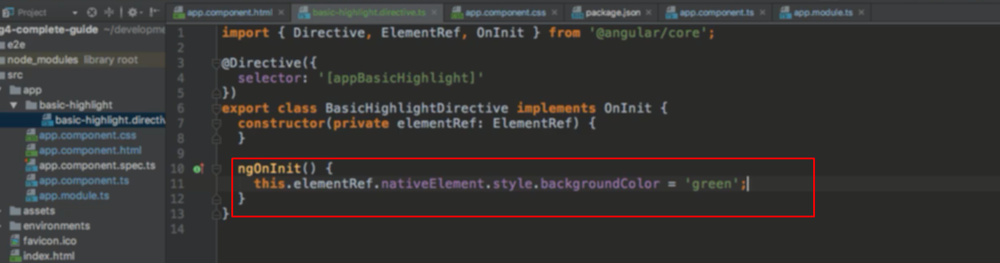 Project
app.component.html
basic-highlight.directive.ts
app.component.css
package.json
app.component.ts
app.module.ts
g4-complete-guide ~/developme
e2e
node_modules library root
src
app
basic-highlight
basic-highlight.directiv
app.component.css
app.component.html
app.component.spec.ts
app.component.ts
app.module.ts
assets
environments
favicon.ico
index.html
1 import { Directive, ElementRef, OnInit } from '@angular/core';
2
3 @Directive({
4 selector: '[appBasicHighlight]'
5 })
6 export class BasicHighlightDirective implements OnInit {
7 constructor(private elementRef: ElementRef) {
8 }
9
10 ngOnInit() {
11 this.elementRef.nativeElement.style.backgroundColor = 'green';
12 }
13 }
14